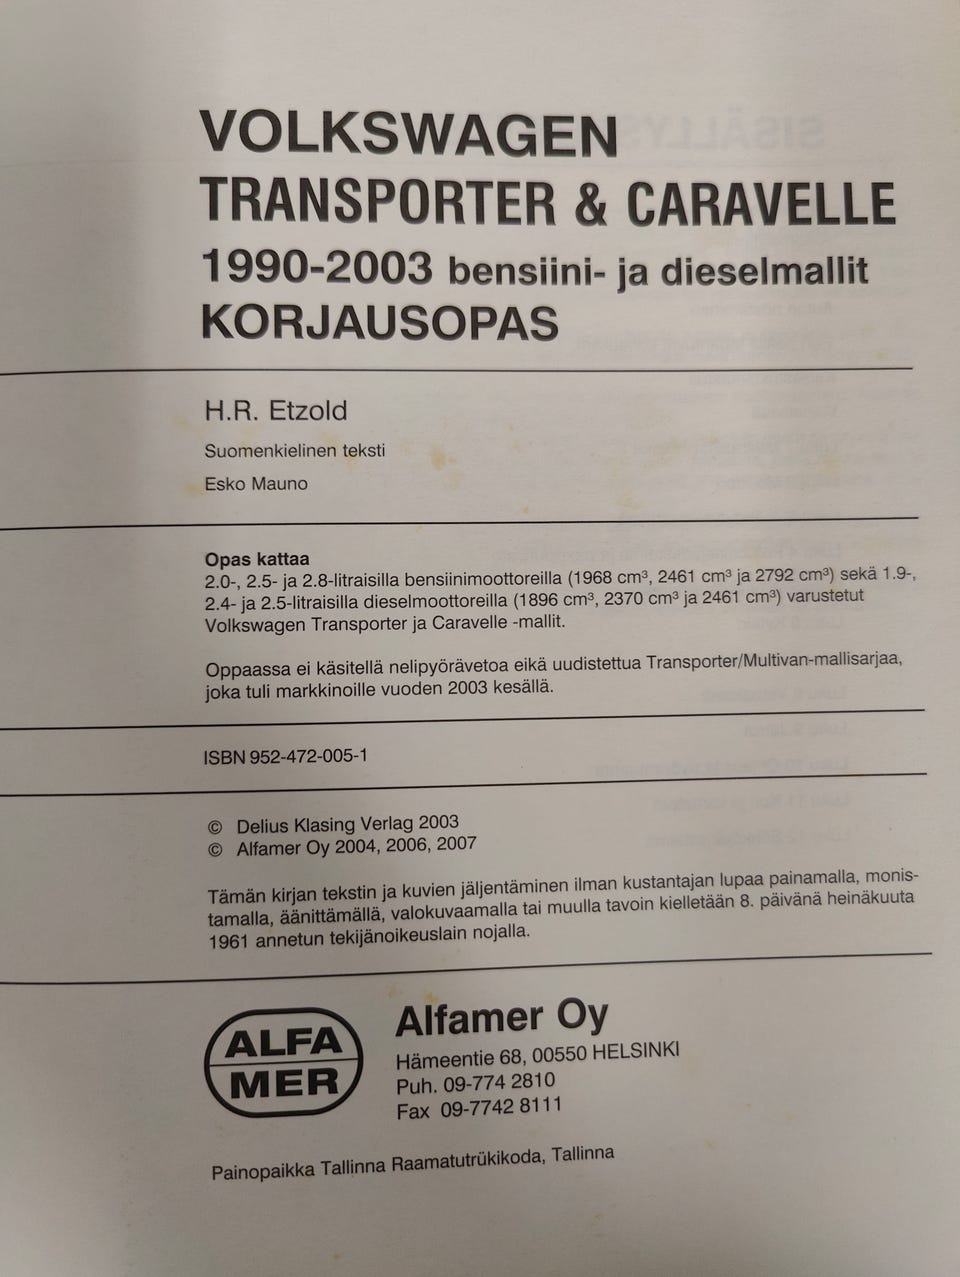 VOLKSWAGEN
TRANSPORTER & CARAVELLE
1990-2003 bensiini- ja dieselmallit
KORJAUSOPAS
H.R. Etzold
Suomenkielinen teksti
Esko Mauno
Opas kattaa
2.0-, 2.5- ja 2.8-litraisilla bensiinimoottoreilla (1968 cm³, 2461 cm³ ja 2792 cm³) sekä 1.9-,
2.4- ja 2.5-litraisilla dieselmoottoreilla (1896 cm³, 2370 cm³ ja 2461 cm³) varustetut
Volkswagen Transporter ja Caravelle -mallit.
Oppaassa ei käsitellä nelipyörävetoa eikä uudistettua Transporter/Multivan-mallisarjaa,
joka tuli markkinoille vuoden 2003 kesällä.
ISBN 952-472-005-1
© Delius Klasing Verlag 2003
© Alfamer Oy 2004, 2006, 2007
Tämän kirjan tekstin ja kuvien jäljentäminen ilman kustantajan lupaa painamalla, monis-
tamalla, äänittämällä, valokuvaamalla tai muulla tavoin kielletään 8. päivänä heinäkuuta
1961 annetun tekijänoikeuslain nojalla.
ALFA
MER
Alfamer Oy
Hämeentie 68, 00550 HELSINKI
Puh. 09-774 2810
Fax 09-7742 8111
Painopaikka Tallinna Raamatutrükikoda, Tallinna